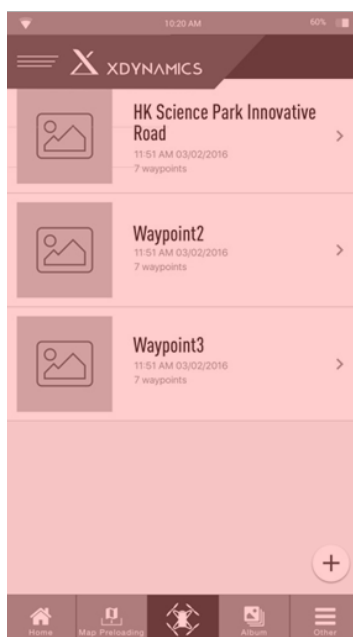 10:20 AM 60%
XDYNAMICS
HK Science Park Innovative
Road
11:51 AM 03/02/2016
7 waypoints
Waypoint2
11:51 AM 03/02/2016
7 waypoints
Waypoint3
11:51 AM 03/02/2016
7 waypoints
Home Map Preloading Album Other